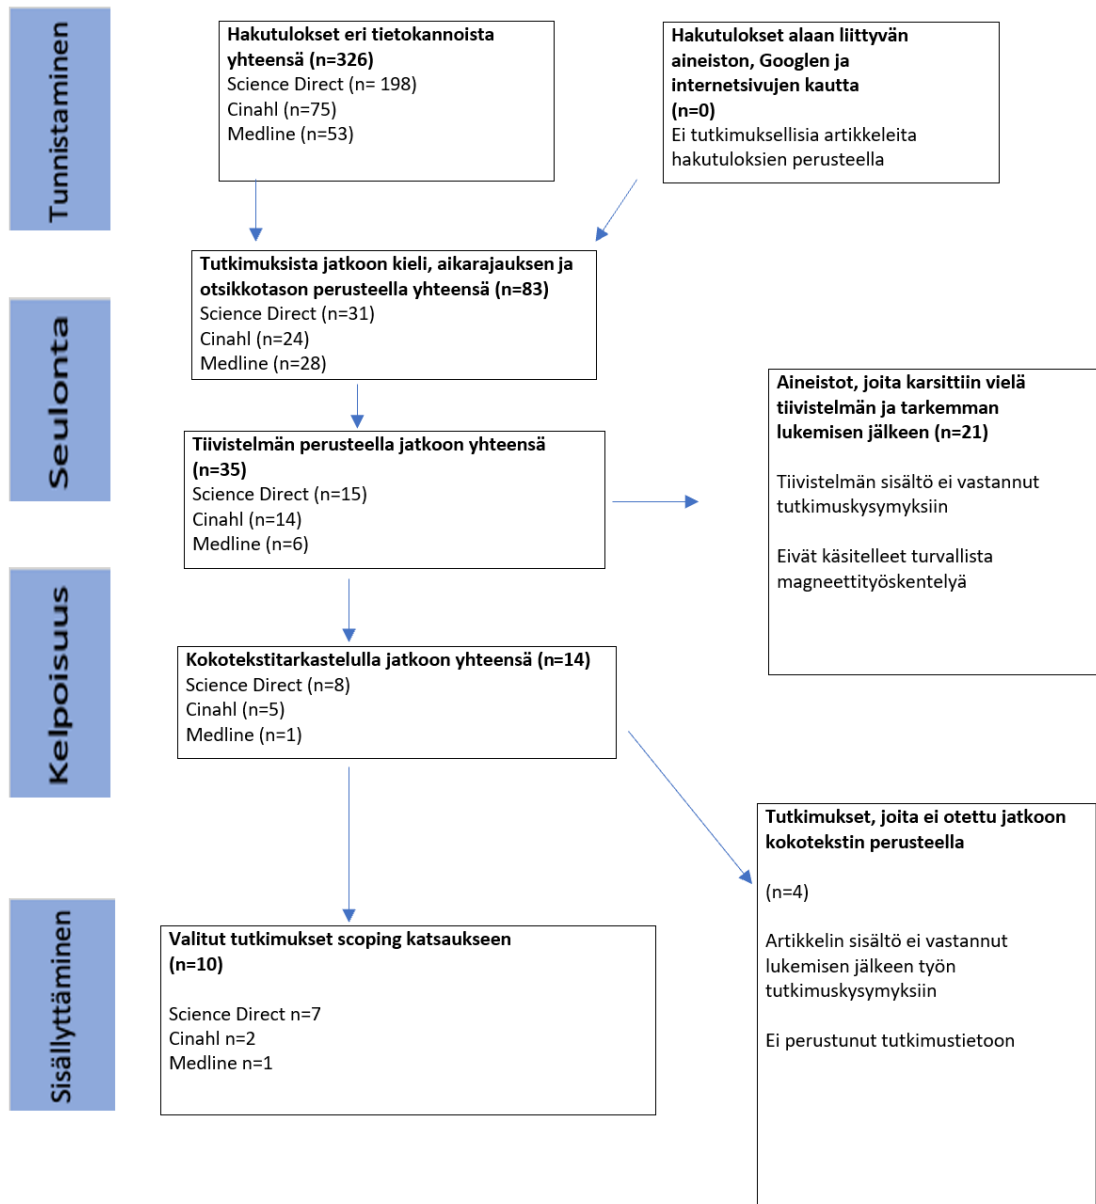 Tunnistaminen
Hakutulokset eri tietokannoista
yhteensä (n=326)
Science Direct (n= 198)
Cinahl (n=75)
Medline (n=53)
Hakutulokset alaan liittyvän
aineiston, Googlen ja
internetsivujen kautta
(n=0)
Ei tutkimuksellisia artikkeleita
hakutuloksien perusteella
Seulonta
Tutkimuksista jatkoon kieli, aikarajauksen ja
otsikkotason perusteella yhteensä (n=83)
Science Direct (n=31)
Cinahl (n=24)
Medline (n=28)
Tiivistelmän perusteella jatkoon yhteensä
(n=35)
Science Direct (n=15)
Cinahl (n=14)
Medline (n=6)
Aineistot, joita karsittiin vielä
tiivistelmän ja tarkemman
lukemisen jälkeen (n=21)
Tiivistelmän sisältö ei vastannut
tutkimuskysymyksiin
Eivät käsitelleet turvallista
magneettityöskentelyä
Kelpoisuus
Kokotekstitarkastelulla jatkoon yhteensä (n=14)
Science Direct (n=8)
Cinahl (n=5)
Medline (n=1)
Tutkimukset, joita ei otettu jatkoon
kokotekstin perusteella
(n=4)
Artikkelin sisältö ei vastannut
lukemisen jälkeen työn
tutkimuskysymyksiin
Ei perustunut tutkimustietoon
Sisällyttäminen
Valitut tutkimukset scoping katsaukseen
(n=10)
Science Direct n=7
Cinahl n=2
Medline n=1